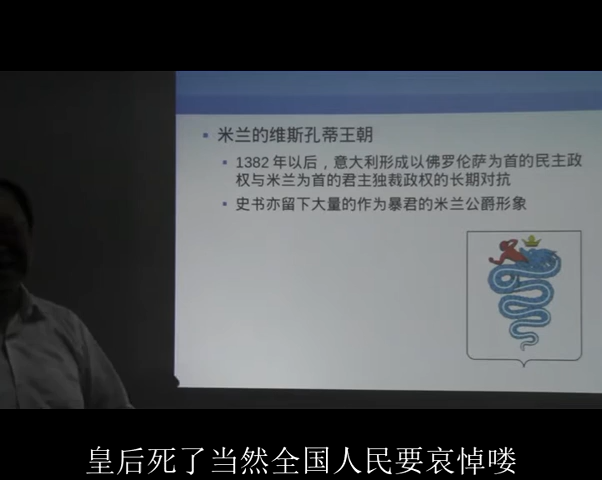 米兰的维斯孔蒂王朝
1382 年以后，意大利形成以佛罗伦萨为首的民主政
权与米兰为首的君主独裁政权的长期对抗
史书亦留下大量的作为暴君的米兰公爵形象
皇后死了当然全国人民要哀悼喽